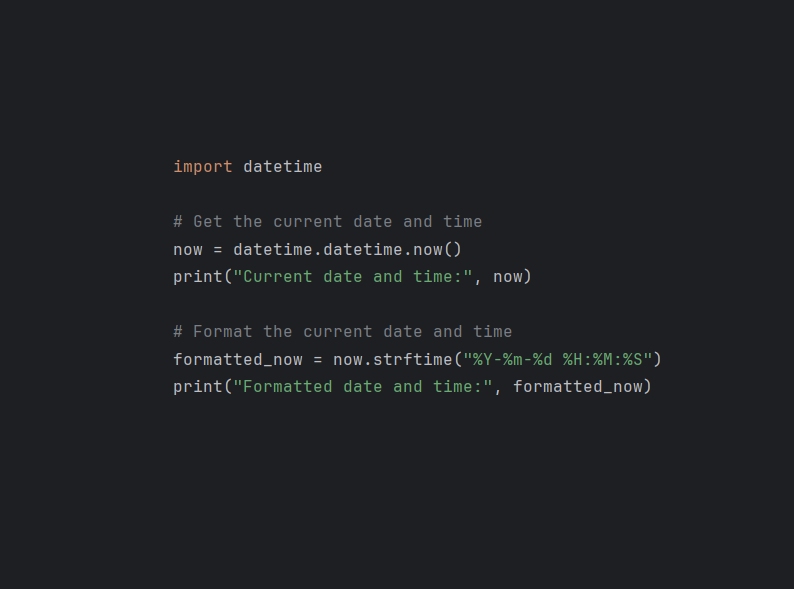 import datetime
# Get the current date and time
now = datetime.datetime.now()
print("Current date and time:", now)
# Format the current date and time
formatted_now = now.strftime("%Y-%m-%d %H:%M:%S")
print("Formatted date and time:", formatted_now)